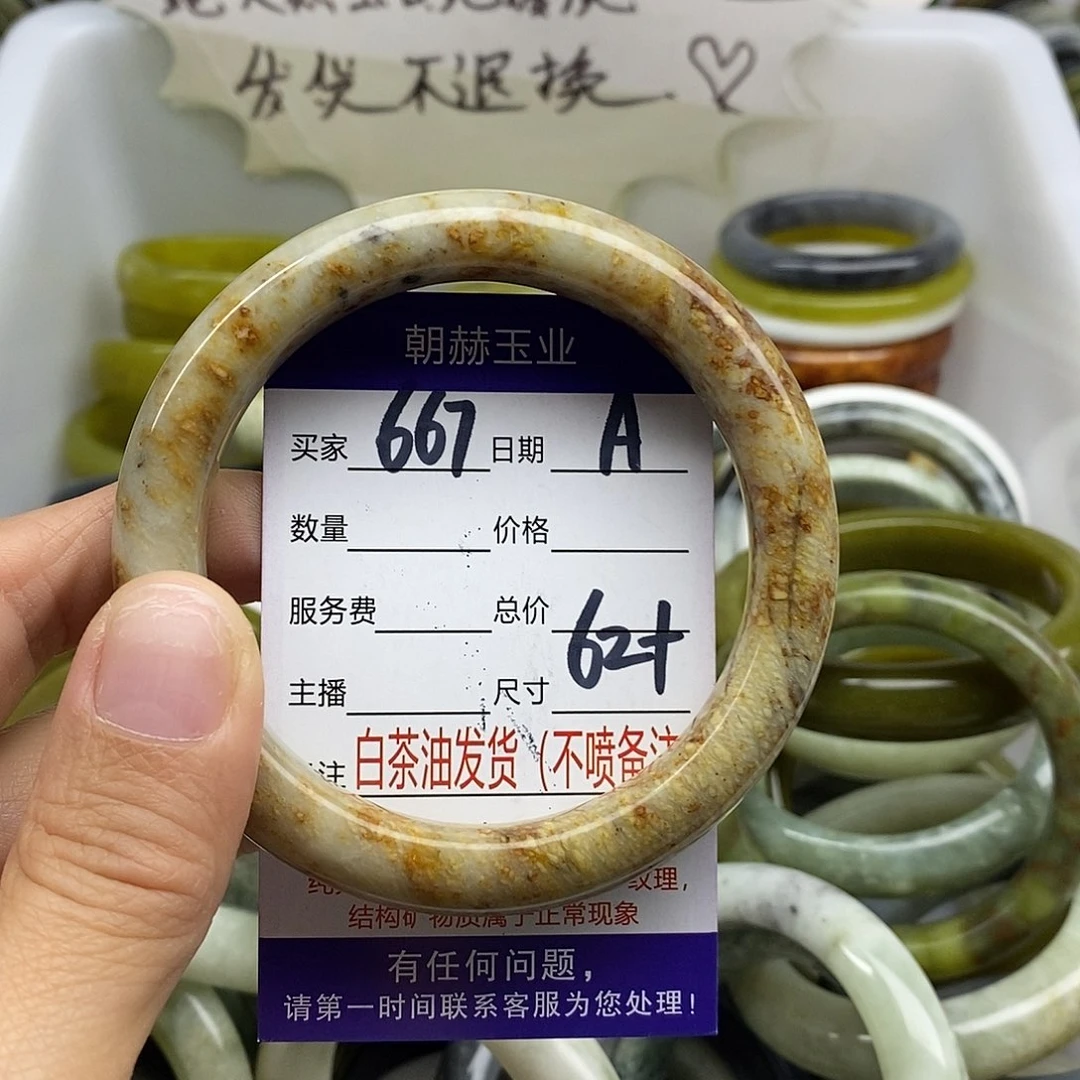 发货不退换 ♡
朝赫玉业
买家 667 日期 A
数量 价格
服务费 总价
主播 尺寸 62+
注 白茶油发货（不喷备注
纹理，
结构矿物质属于正常现象
有任何问题，
请第一时间联系客服为您处理！